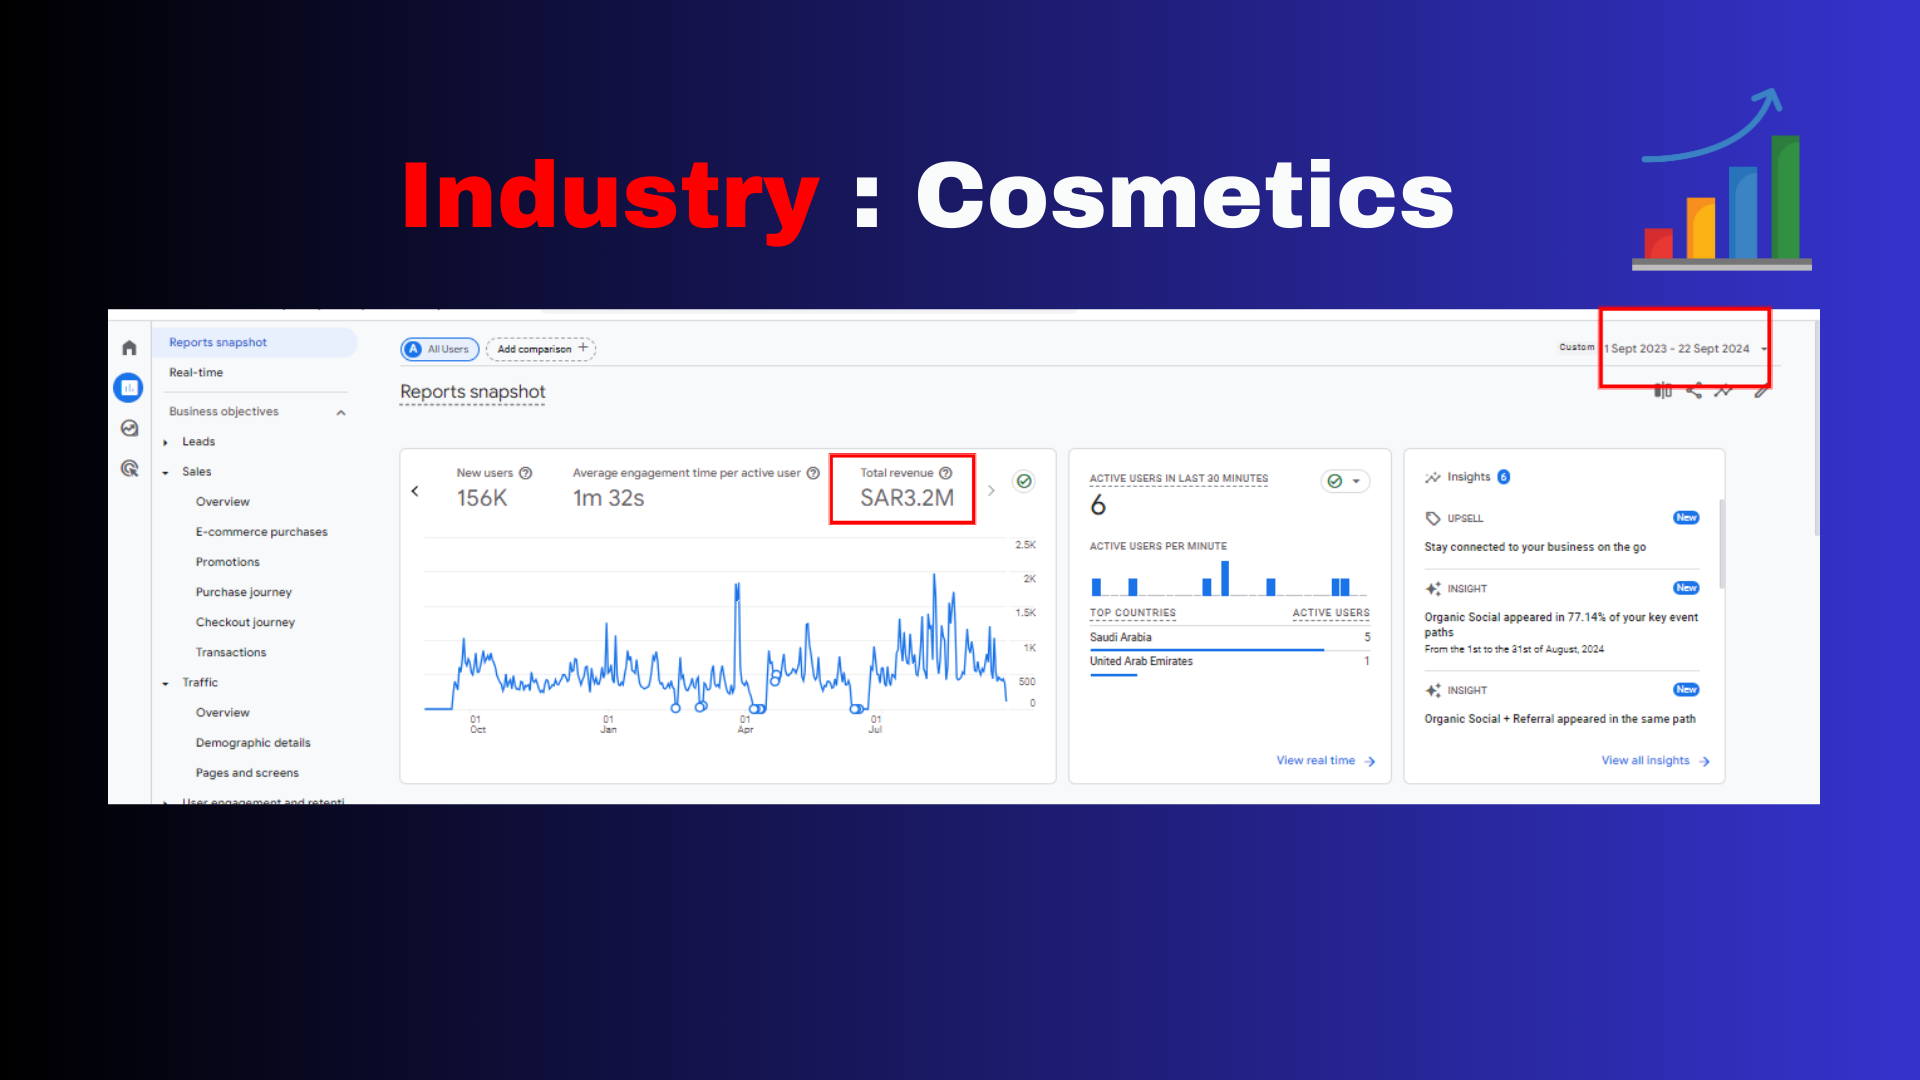 Industry : Cosmetics
Reports snapshot
Real-time
Business objectives
Leads
Sales
Overview
E-commerce purchases
Promotions
Purchase journey
Checkout journey
Transactions
Traffic
Overview
Demographic details
Pages and screens
User engagement and retenti
A All Users
Add comparison +
Custom 1 Sept 2023 - 22 Sept 2024
Reports snapshot
New users
156K
Average engagement time per active user
1m 32s
Total revenue
SAR3.2M
2.5K
2K
1.5K
1K
500
0
01 Oct
01 Jan
01 Apr
01 Jul
ACTIVE USERS IN LAST 30 MINUTES
6
ACTIVE USERS PER MINUTE
TOP COUNTRIES ACTIVE USERS
Saudi Arabia 5
United Arab Emirates 1
View real time
Insights 6
UPSELL New
Stay connected to your business on the go
INSIGHT New
Organic Social appeared in 77.14% of your key event
paths
From the 1st to the 31st of August, 2024
INSIGHT New
Organic Social + Referral appeared in the same path
View all insights